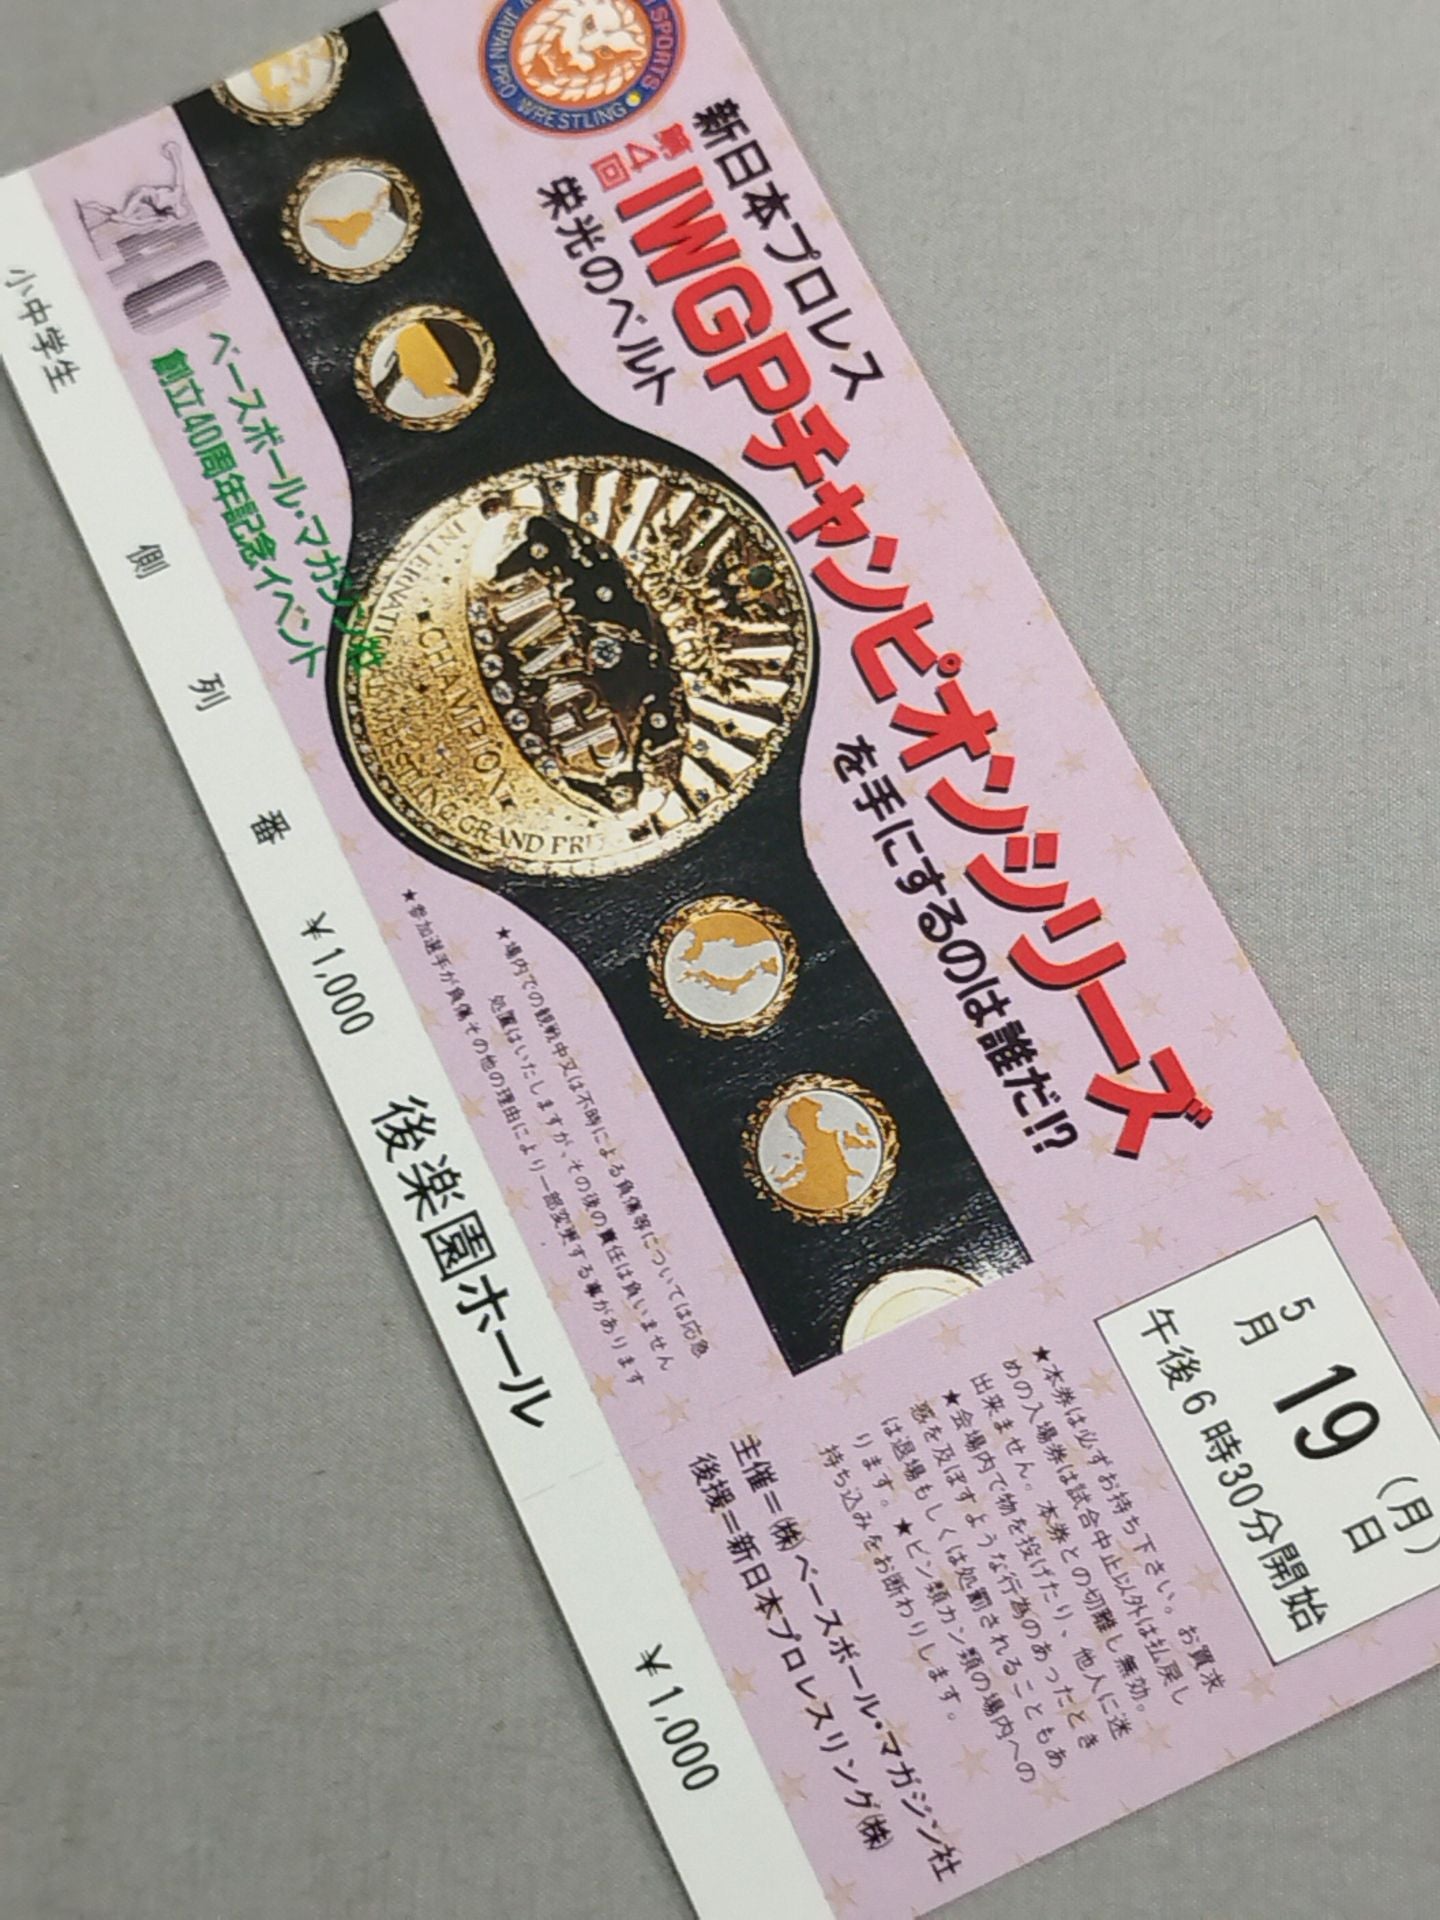 SPORTS
JAPAN PRO WRESTLING
新日本プロレス
第4回
IWGPチャンピオンシリーズ
栄光のベルト
を手にするのは誰だ!?
40
ベースボール・マガジン社
創立40周年記念イベント
IWGP
CHAMPION
WRESTLING GRAND PRI
5月19日(月)
午後6時30分開始
★本券は必ずお持ち下さい。お買求
めの入場券は試合中止以外は払戻し
出来ません。本券との切離し無効。
★会場内で物を投げたり、他人に迷
惑を及ぼすような行為のあったとき
は退場もしくは処罰されることもあ
ります。★ビン類カン類の場内への
持ち込みをお断わりします。
★場内での観戦中又は不時による負傷等については応急
処置はいたしますが、その後の責任は負いません
★参加選手が負傷その他の理由により一部変更する事があります
主催=㈱ベースボール・マガジン社
後援=新日本プロレスリング㈱
小中学生
側 列 番
¥1,000
後楽園ホール
¥1,000